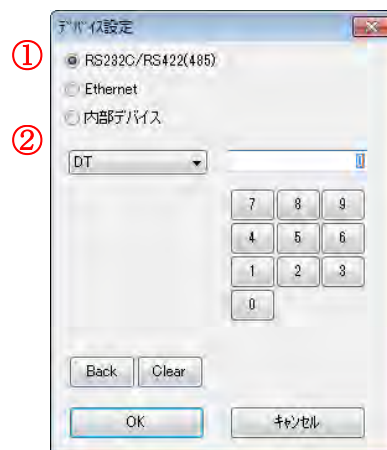 ﾃﾞﾊﾞｲｽ設定
① RS232C/RS422(485)
Ethernet
内部デバイス
②
DT 0
7 8 9
4 5 6
1 2 3
0
Back Clear
OK ｷｬﾝｾﾙ